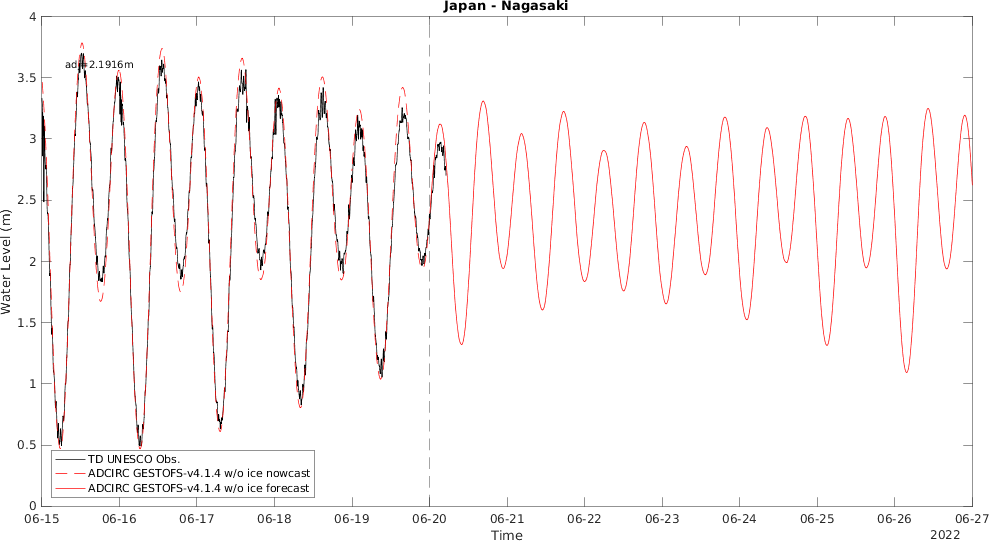 Japan - Nagasaki
4
3.5
3
2.5
2
1.5
1
0.5
0
Water Level (m)
adj=2.1916m
TD UNESCO Obs.
ADCIRC GESTOFS-v4.1.4 w/o ice nowcast
ADCIRC GESTOFS-v4.1.4 w/o ice forecast
06-15 06-16 06-17 06-18 06-19 06-20 06-21 06-22 06-23 06-24 06-25 06-26 06-27
Time
2022